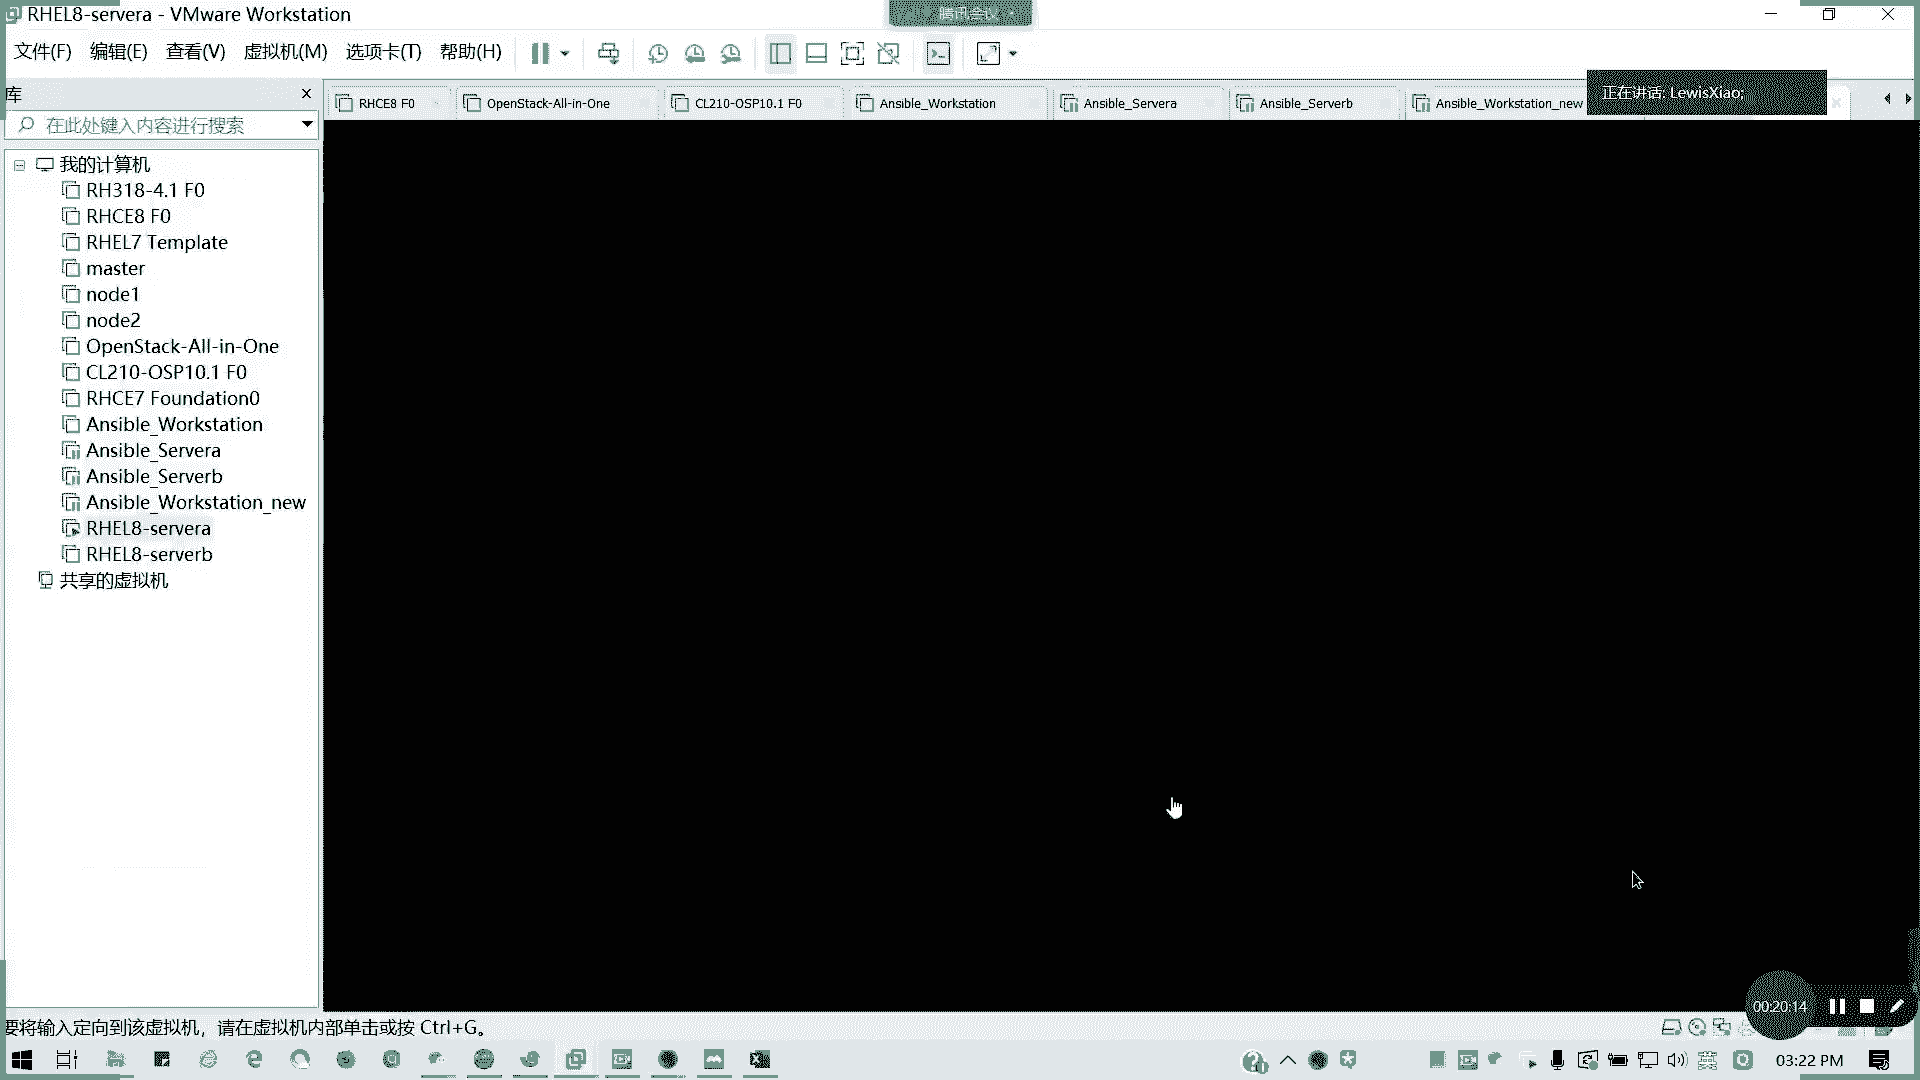 RHEL8-servera - VMware Workstation
腾讯会议
文件(F) 编辑(E) 查看(V) 虚拟机(M) 选项卡(T) 帮助(H)
库
RHCE8 F0
OpenStack-All-in-One
CL210-OSP10.1 F0
Ansible_Workstation
Ansible_Servera
Ansible_Serverb
Ansible_Workstation_new
正在讲话: LewisXiao;
在此处键入内容进行搜索
我的计算机
RH318-4.1 F0
RHCE8 F0
RHEL7 Template
master
node1
node2
OpenStack-All-in-One
CL210-OSP10.1 F0
RHCE7 Foundation0
Ansible_Workstation
Ansible_Servera
Ansible_Serverb
Ansible_Workstation_new
RHEL8-servera
RHEL8-serverb
共享的虚拟机
00:20:14
要将输入定向到该虚拟机，请在虚拟机内部单击或按 Ctrl+G。
英
03:22 PM